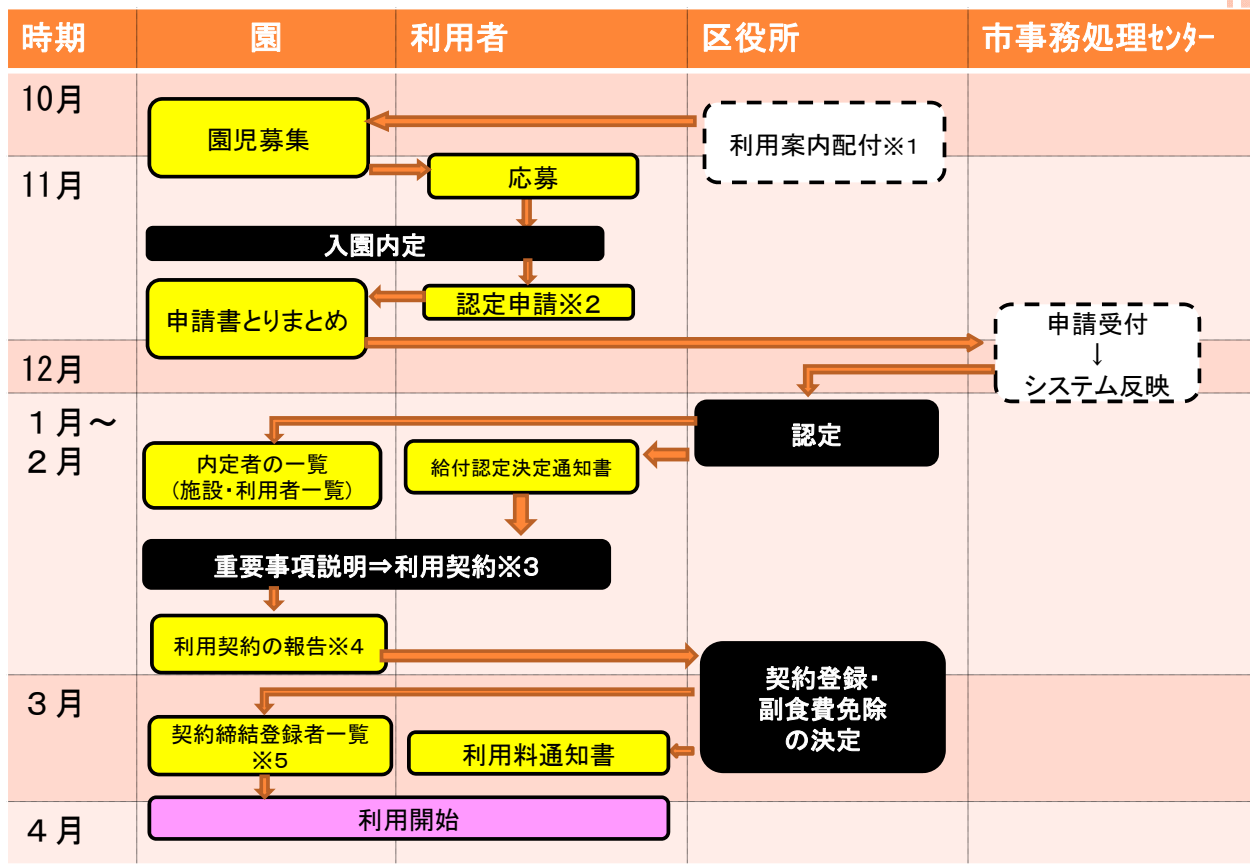 時期 園 利用者 区役所 市事務処理ｾﾝﾀｰ
10月
園児募集
利用案内配付※1
11月
応募
入園内定
認定申請※2
申請書とりまとめ
申請受付
↓
システム反映
12月
1月～
2月
認定
内定者の一覧
(施設・利用者一覧)
給付認定決定通知書
重要事項説明⇒利用契約※3
利用契約の報告※4
契約登録・
副食費免除
の決定
3月
契約締結登録者一覧
※5
利用料通知書
利用開始
4月